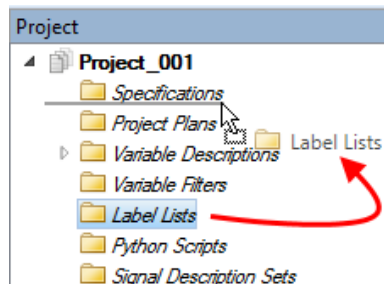 Project
Project_001
Specifications
Project Plans
Variable Descriptions
Label Lists
Variable Filters
Label Lists
Python Scripts
Signal Description Sets